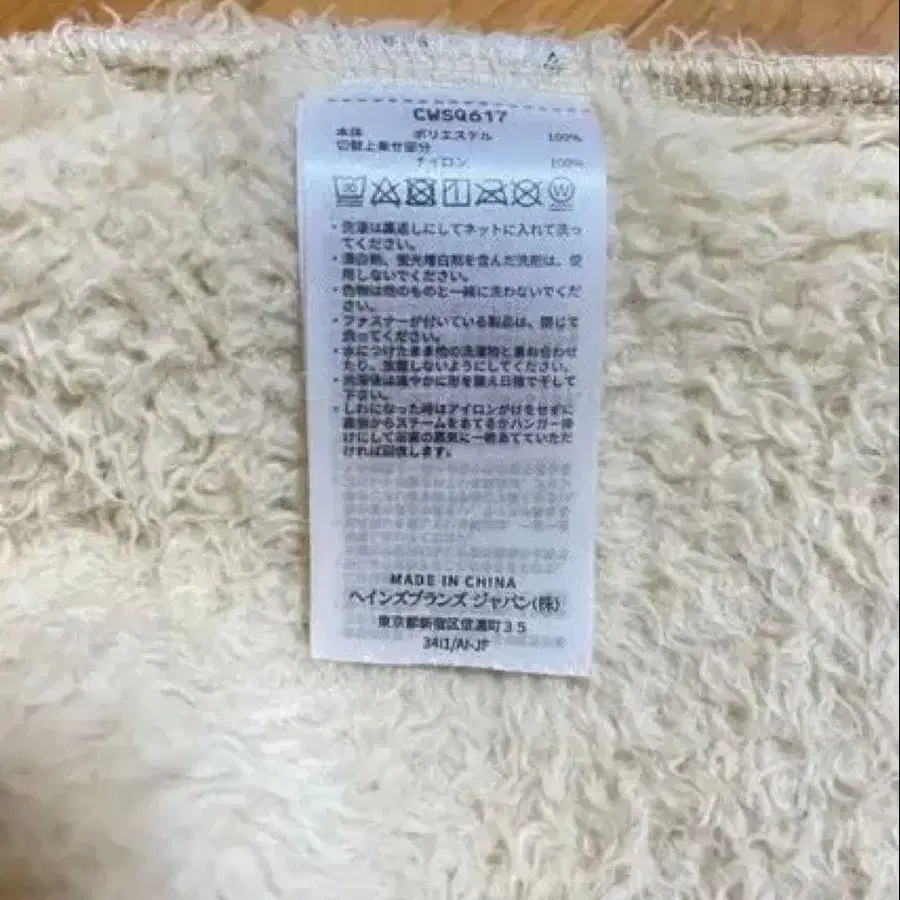 CWSQ617
本体 ポリエステル 100%
切替上乗せ部分
ナイロン 100%
・洗濯は裏返しにしてネットに入れて洗っ
てください。
・漂白剤、蛍光増白剤を含んだ洗剤は、使
用しないでください。
・色物は他のものと一緒に洗わないでくだ
さい。
・ファスナーが付いている製品は、閉じて
洗ってください。
・水につけたまま他の洗濯物と重ね合わせ
たり、放置しないようにしてください。
・洗濯後は速やかに形を整え日陰で干して
下さい。
・しわになった時はアイロンがけをせずに
裏側からスチームをあてるかハンガー掛
けにして浴室の蒸気に一晩あてていただ
ければ回復します。
MADE IN CHINA
ヘインズブランズ ジャパン(株)
東京都新宿区信濃町35